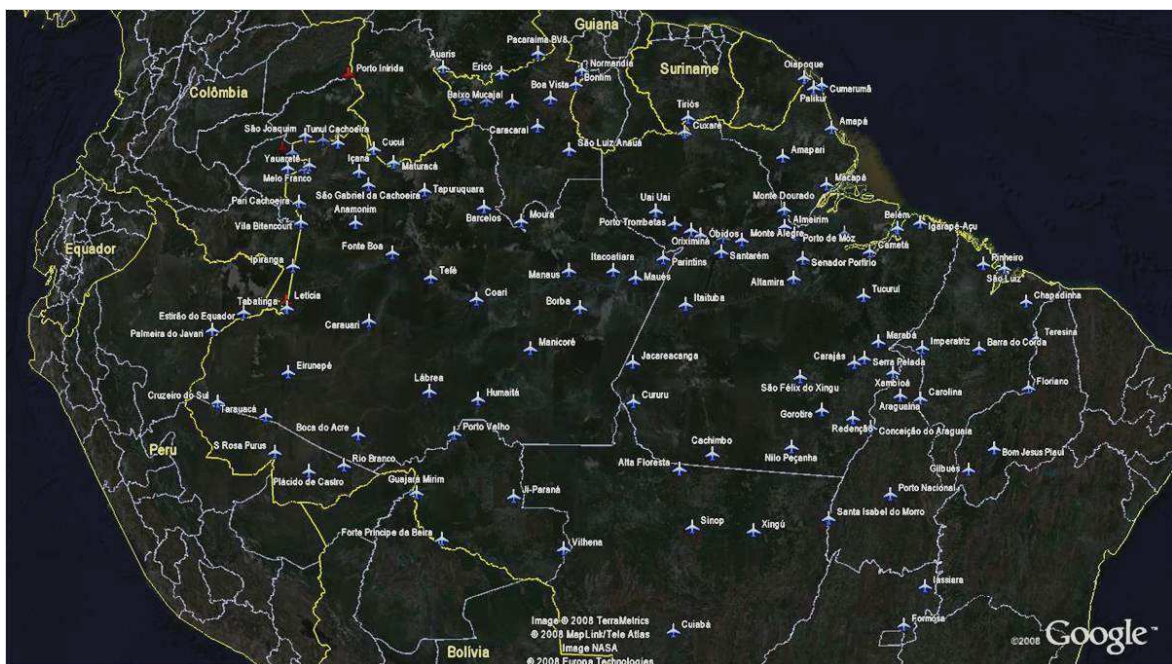 Guiana
Pacaraima BV8
Auaris
Ericó
Normandia
Bonfim
Porto Inirida
Suriname
Oiapoque
Cumarumã
Palikur
Colômbia
Boa Vista
Baixo Mucajaí
Tiriós
Cuxaré
Caracaraí
Amapá
São Joaquim
Tunuí Cachoeira
Cucuí
São Luiz Anauá
Yauaretê
Içaná
Maturacá
Amapari
Melo Franco
São Gabriel da Cachoeira
Tapuruquara
Macapá
Pari Cachoeira
Anamonim
Barcelos
Moura
Uai Uai
Monte Dourado
Vila Bitencourt
Porto Trombetas
Almeirim
Belém
Igarapé-Açu
Oriximiná
Óbidos
Monte Alegre
Porto de Móz
Cametá
Equador
Fonte Boa
Santarém
Ipiranga
Itacoatiara
Parintins
Senador Porfírio
Pinheiro
São Luiz
Manaus
Maués
Tefé
Altamira
Tucuruí
Tabatinga
Letícia
Coari
Borba
Itaituba
Chapadinha
Estirão do Equador
Palmeira do Javari
Carauari
Marabá
Teresina
Manicoré
Imperatriz
Barra do Corda
Jacareacanga
Carajás
Serra Pelada
Eirunepé
São Félix do Xingu
Xambioá
Floriano
Cruzeiro do Sul
Lábrea
Humaitá
Cururu
Carolina
Tarauacá
Gorotire
Araguaína
Redenção
Boca do Acre
Porto Velho
Conceição do Araguaia
Peru
S Rosa Purus
Cachimbo
Bom Jesus Piauí
Rio Branco
Alta Floresta
Nilo Peçanha
Gilbués
Plácido de Castro
Guajará Mirim
Ji-Paraná
Porto Nacional
Santa Isabel do Morro
Forte Príncipe da Beira
Sinop
Xingú
Vilhena
Iassiara
Image © 2008 TerraMetrics
© 2008 MapLink/Tele Atlas
Image NASA
© 2008 Europa Technologies
Cuiabá
Formosa
Bolívia
©2008 Google™